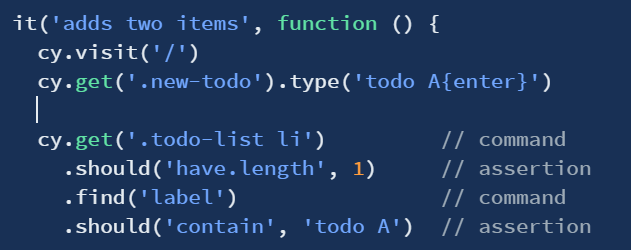 it('adds two items', function () {
  cy.visit('/')
  cy.get('.new-todo').type('todo A{enter}')
  cy.get('.todo-list li')         // command
    .should('have.length', 1)     // assertion
    .find('label')                // command
    .should('contain', 'todo A')  // assertion